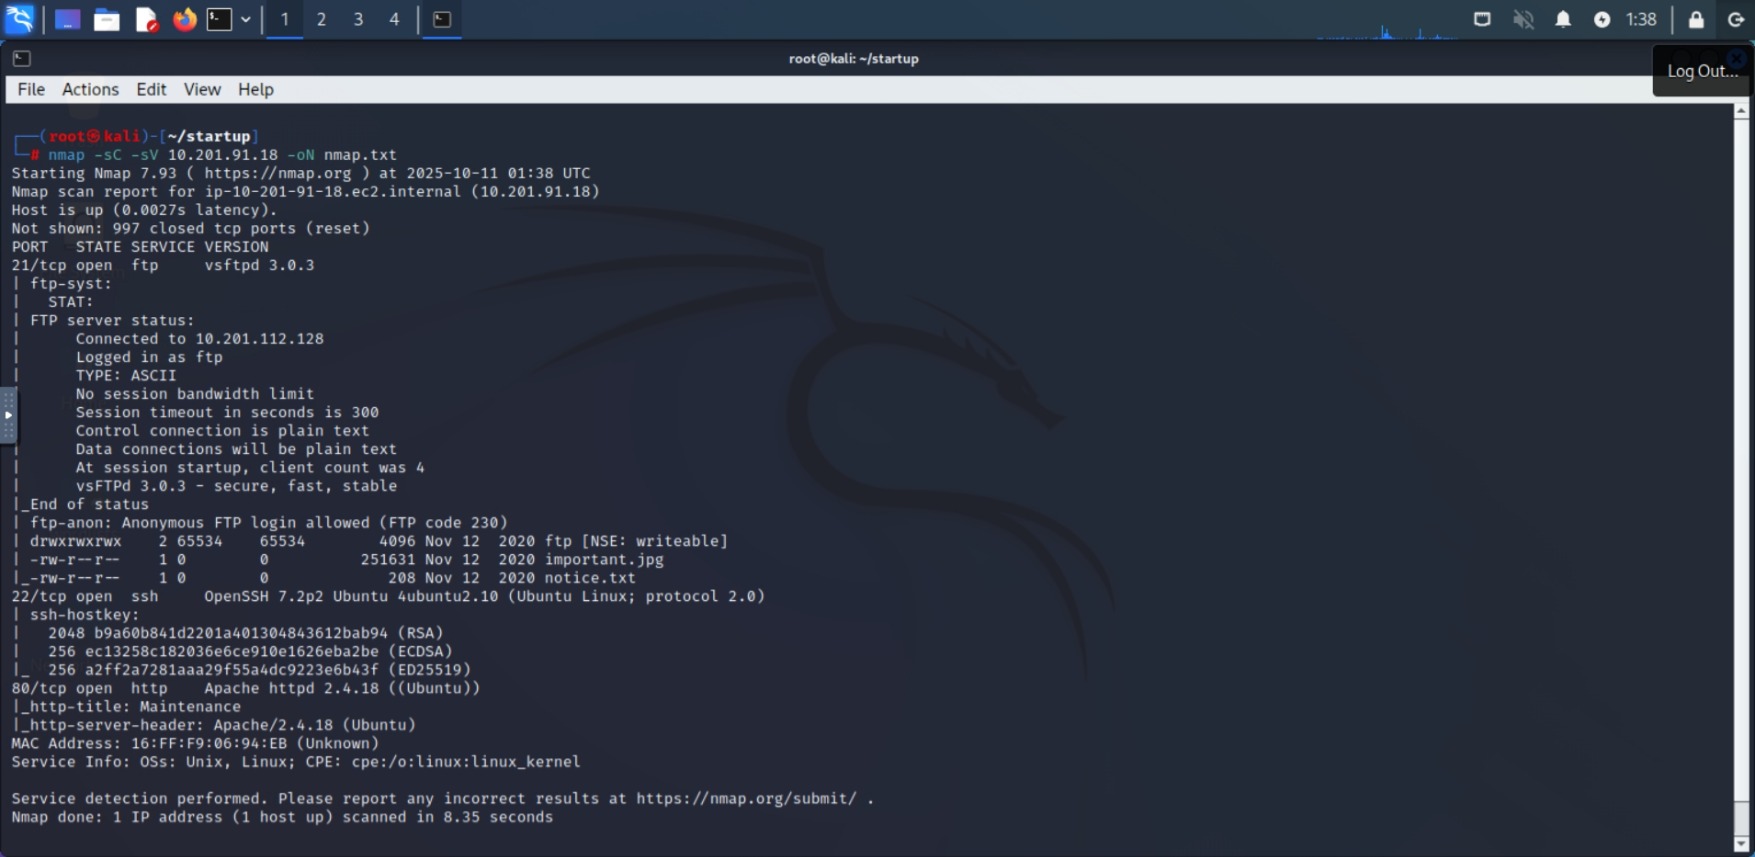 1 2 3 4 1:38
root@kali: ~/startup
Log Out...
File Actions Edit View Help
┌──(root㉿kali)-[~/startup]
└─# nmap -sC -sV 10.201.91.18 -oN nmap.txt
Starting Nmap 7.93 ( https://nmap.org ) at 2025-10-11 01:38 UTC
Nmap scan report for ip-10-201-91-18.ec2.internal (10.201.91.18)
Host is up (0.0027s latency).
Not shown: 997 closed tcp ports (reset)
PORT   STATE SERVICE VERSION
21/tcp open  ftp     vsftpd 3.0.3
| ftp-syst:
|   STAT:
| FTP server status:
|      Connected to 10.201.112.128
|      Logged in as ftp
|      TYPE: ASCII
|      No session bandwidth limit
|      Session timeout in seconds is 300
|      Control connection is plain text
|      Data connections will be plain text
|      At session startup, client count was 4
|      vsFTPd 3.0.3 - secure, fast, stable
|_End of status
| ftp-anon: Anonymous FTP login allowed (FTP code 230)
| drwxrwxrwx    2 65534    65534        4096 Nov 12  2020 ftp [NSE: writeable]
| -rw-r--r--    1 0        0          251631 Nov 12  2020 important.jpg
|_-rw-r--r--    1 0        0             208 Nov 12  2020 notice.txt
22/tcp open  ssh     OpenSSH 7.2p2 Ubuntu 4ubuntu2.10 (Ubuntu Linux; protocol 2.0)
| ssh-hostkey:
|   2048 b9a60b841d2201a401304843612bab94 (RSA)
|   256 ec13258c182036e6ce910e1626eba2be (ECDSA)
|_  256 a2ff2a7281aaa29f55a4dc9223e6b43f (ED25519)
80/tcp open  http    Apache httpd 2.4.18 ((Ubuntu))
|_http-title: Maintenance
|_http-server-header: Apache/2.4.18 (Ubuntu)
MAC Address: 16:FF:F9:06:94:EB (Unknown)
Service Info: OSs: Unix, Linux; CPE: cpe:/o:linux:linux_kernel
Service detection performed. Please report any incorrect results at https://nmap.org/submit/ .
Nmap done: 1 IP address (1 host up) scanned in 8.35 seconds